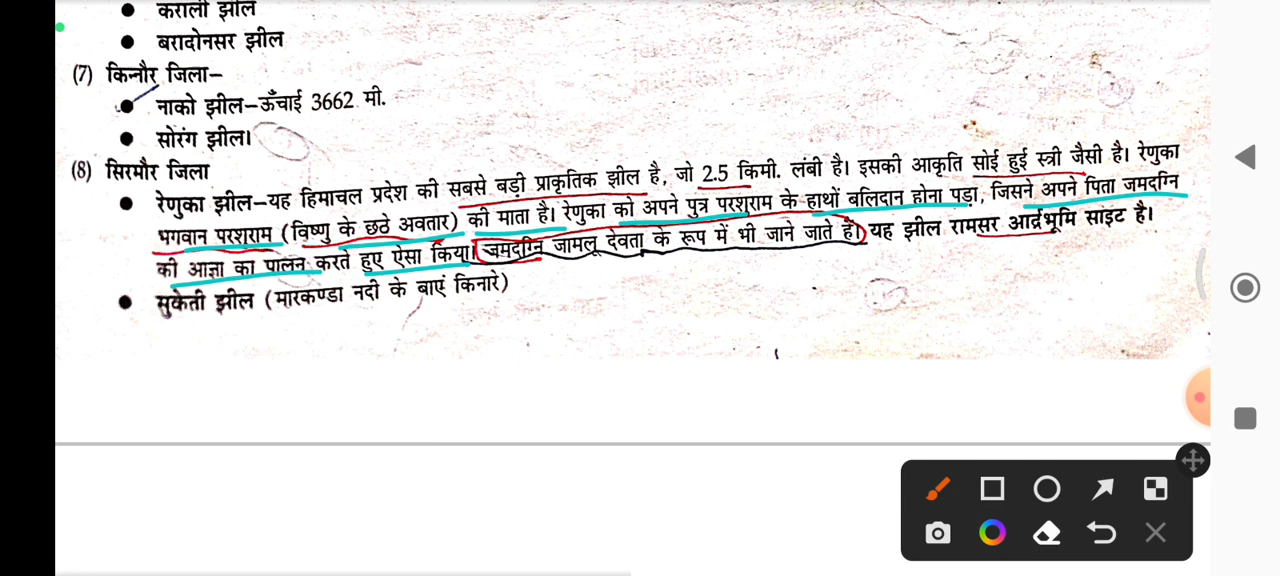 कराली झील
बरादोनसर झील
(7) किन्नौर जिला–
नाको झील–ऊँचाई 3662 मी.
सोरंग झील।
(8) सिरमौर जिला
रेणुका झील–यह हिमाचल प्रदेश की सबसे बड़ी प्राकृतिक झील है, जो 2.5 किमी. लंबी है। इसकी आकृति सोई हुई स्त्री जैसी है। रेणुका
भगवान परशुराम (विष्णु के छठे अवतार) की माता है। रेणुका को अपने पुत्र परशुराम के हाथों बलिदान होना पड़ा, जिसने अपने पिता जमदग्नि
की आज्ञा का पालन करते हुए ऐसा किया। जमदग्नि जामलू देवता के रूप में भी जाने जाते हैं। यह झील रामसर आर्द्रभूमि साइट है।
मुकेती झील (मारकण्डा नदी के बाएं किनारे)